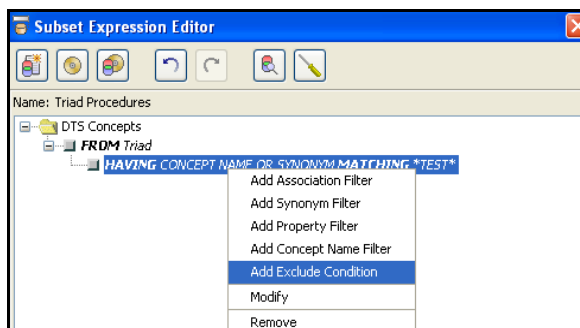 Subset Expression Editor
Name: Triad Procedures
DTS Concepts
FROM Triad
HAVING CONCEPT NAME OR SYNONYM MATCHING *TEST*
Add Association Filter
Add Synonym Filter
Add Property Filter
Add Concept Name Filter
Add Exclude Condition
Modify
Remove